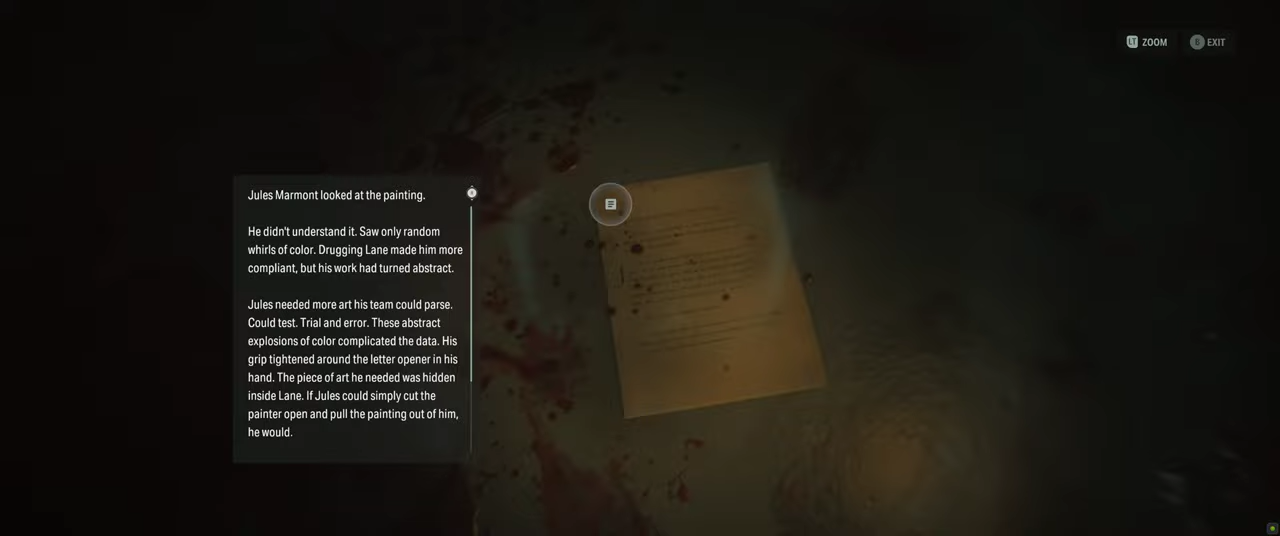 LT ZOOM
B EXIT
Jules Marmont looked at the painting.
He didn't understand it. Saw only random
whirls of color. Drugging Lane made him more
compliant, but his work had turned abstract.
Jules needed more art his team could parse.
Could test. Trial and error. These abstract
explosions of color complicated the data. His
grip tightened around the letter opener in his
hand. The piece of art he needed was hidden
inside Lane. If Jules could simply cut the
painter open and pull the painting out of him,
he would.